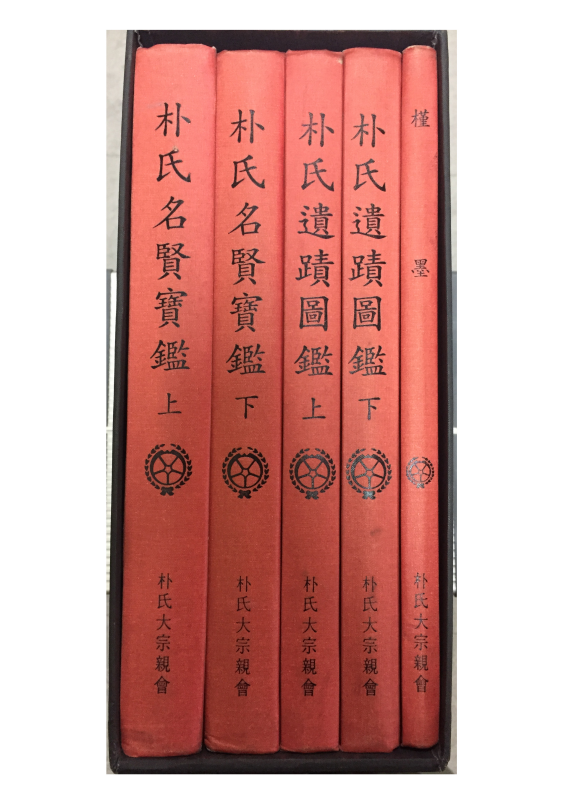 朴氏名賢寶鑑 上
朴氏大宗親會
朴氏名賢寶鑑 下
朴氏大宗親會
朴氏遺蹟圖鑑 上
朴氏大宗親會
朴氏遺蹟圖鑑 下
朴氏大宗親會
槿 墨
朴氏大宗親會